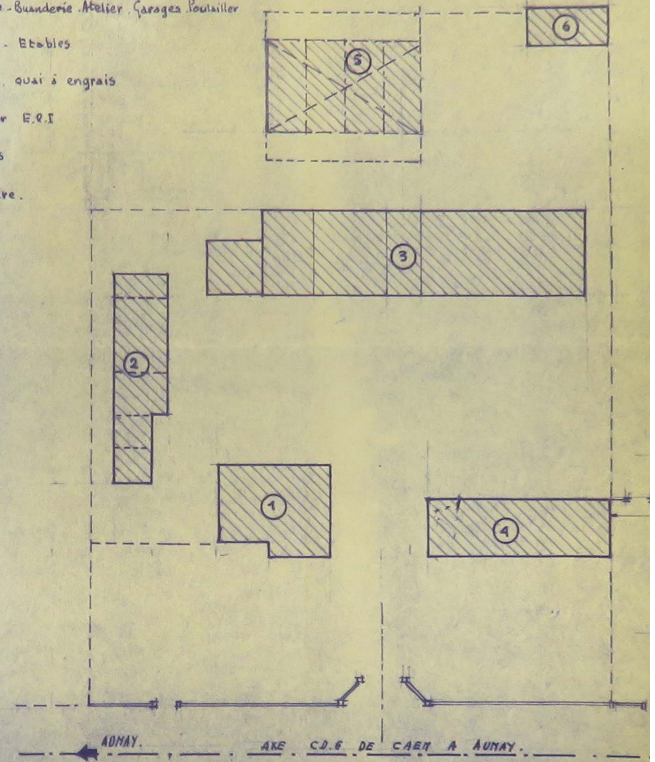 - Buanderie. Atelier. Garages Poulailler
- Etables
quai à engrais
E.R.I
5
6
3
2
1
4
AUNAY.
AXE C.D.6 DE CAEN A AUNAY.